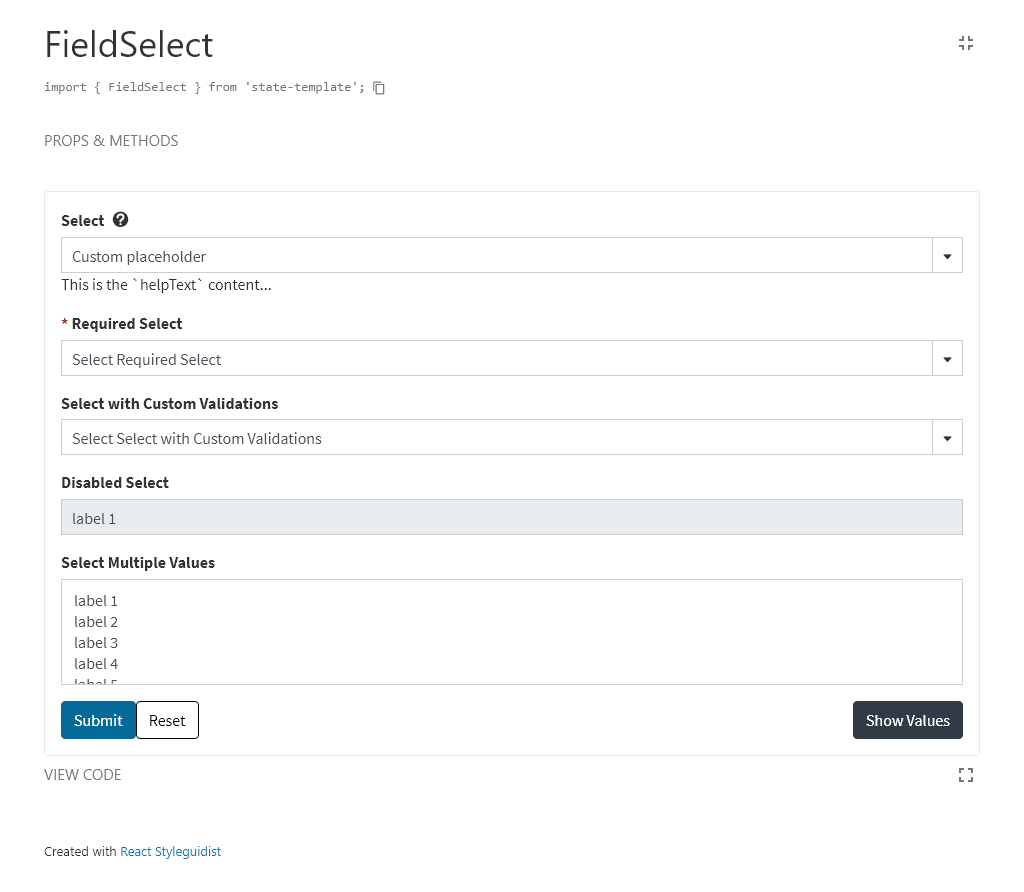 FieldSelect
import { FieldSelect } from 'state-template';
PROPS & METHODS
Select
Custom placeholder
This is the `helpText` content...
* Required Select
Select Required Select
Select with Custom Validations
Select Select with Custom Validations
Disabled Select
label 1
Select Multiple Values
label 1
label 2
label 3
label 4
label 5
Submit Reset Show Values
VIEW CODE
Created with React Styleguidist